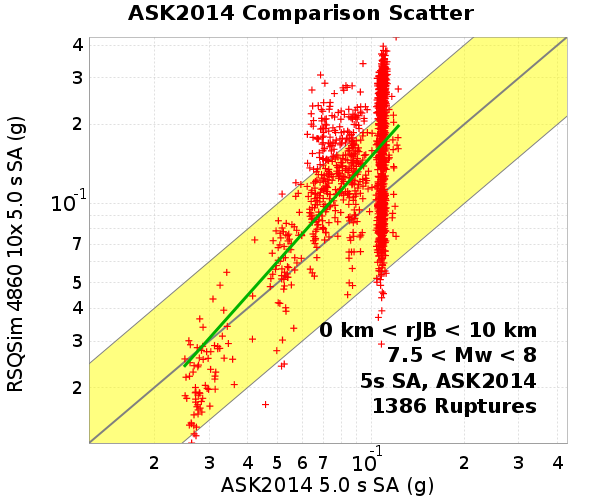 ASK2014 Comparison Scatter
RSQSim 4860 10x 5.0 s SA (g)
4
3
2
10-1
7
5
4
3
2
0 km < rJB < 10 km
7.5 < Mw < 8
5s SA, ASK2014
1386 Ruptures
2 3 4 5 6 7 10-1 2 3 4
ASK2014 5.0 s SA (g)